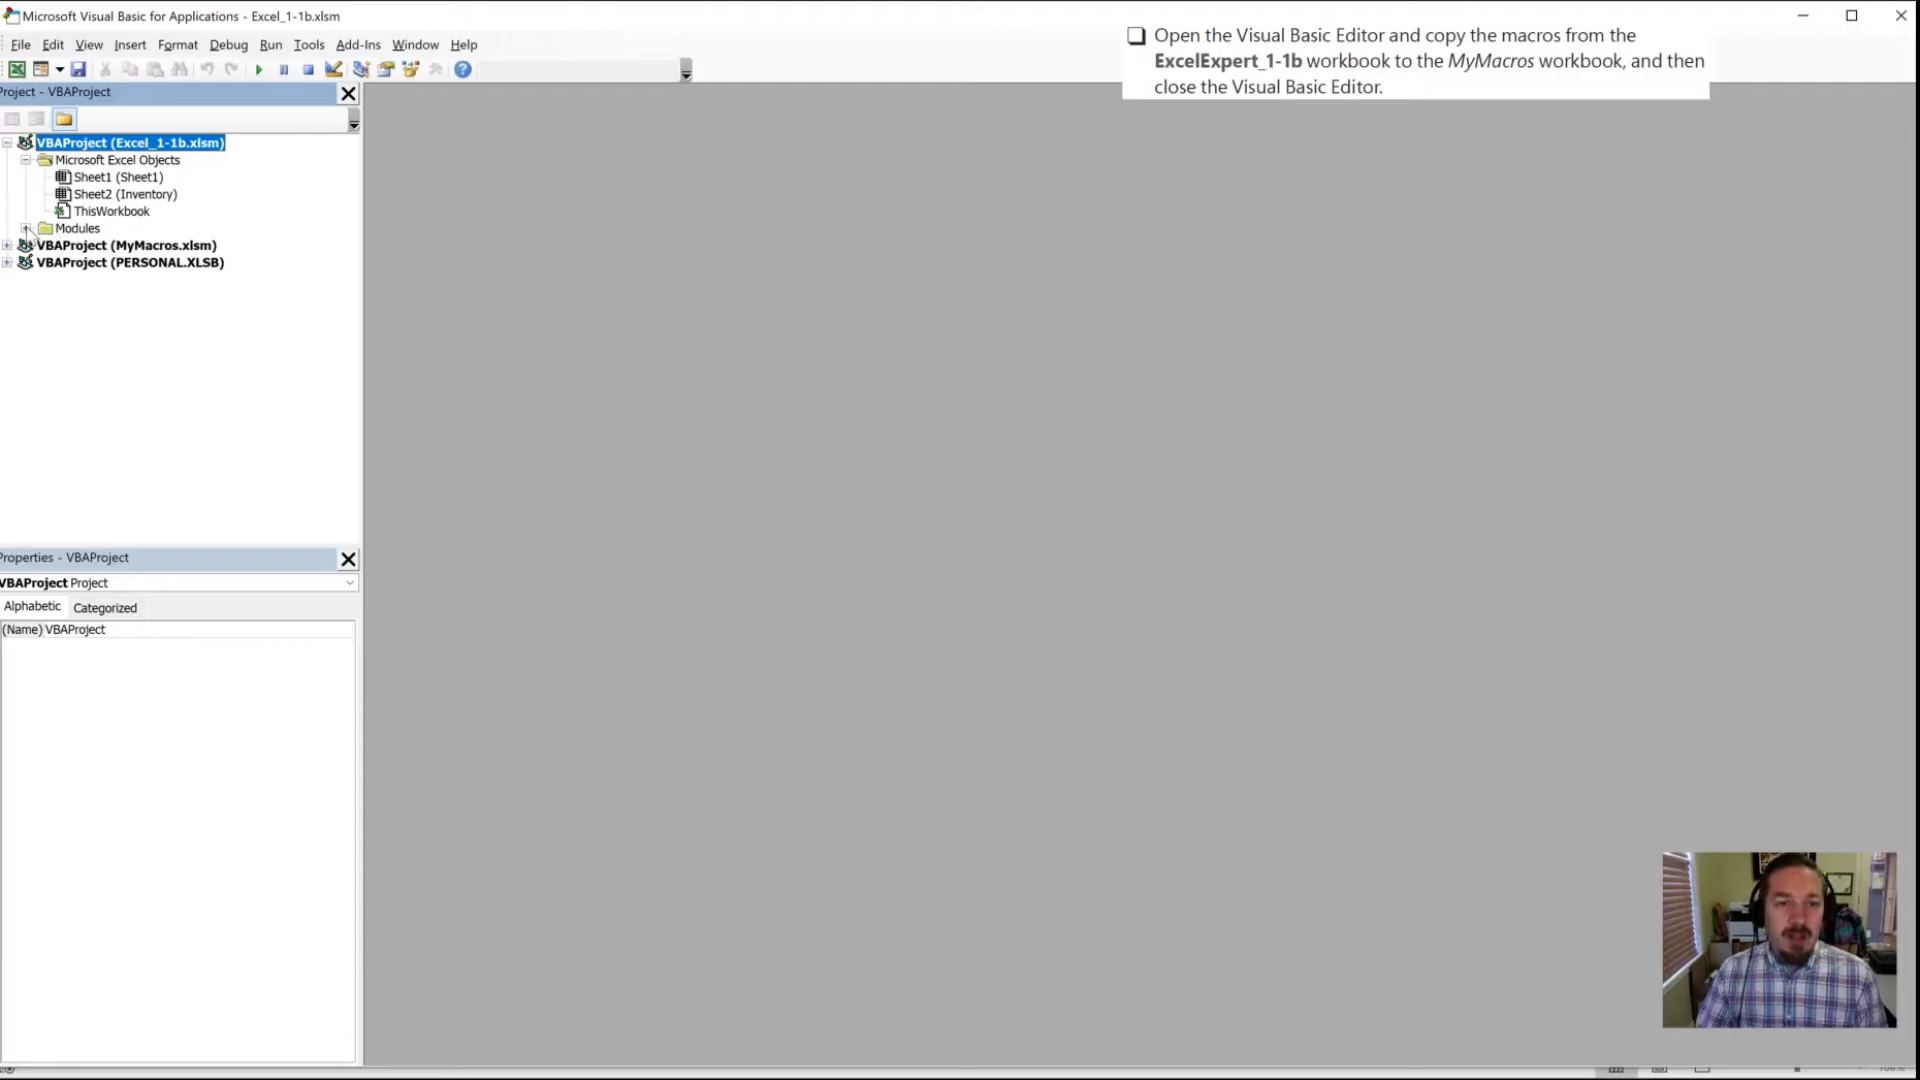 Microsoft Visual Basic for Applications - Excel_1-1b.xlsm
File Edit View Insert Format Debug Run Tools Add-Ins Window Help
Open the Visual Basic Editor and copy the macros from the
ExcelExpert_1-1b workbook to the MyMacros workbook, and then
close the Visual Basic Editor.
Project - VBAProject
VBAProject (Excel_1-1b.xlsm)
Microsoft Excel Objects
Sheet1 (Sheet1)
Sheet2 (Inventory)
ThisWorkbook
Modules
VBAProject (MyMacros.xlsm)
VBAProject (PERSONAL.XLSB)
Properties - VBAProject
VBAProject Project
Alphabetic Categorized
(Name) VBAProject